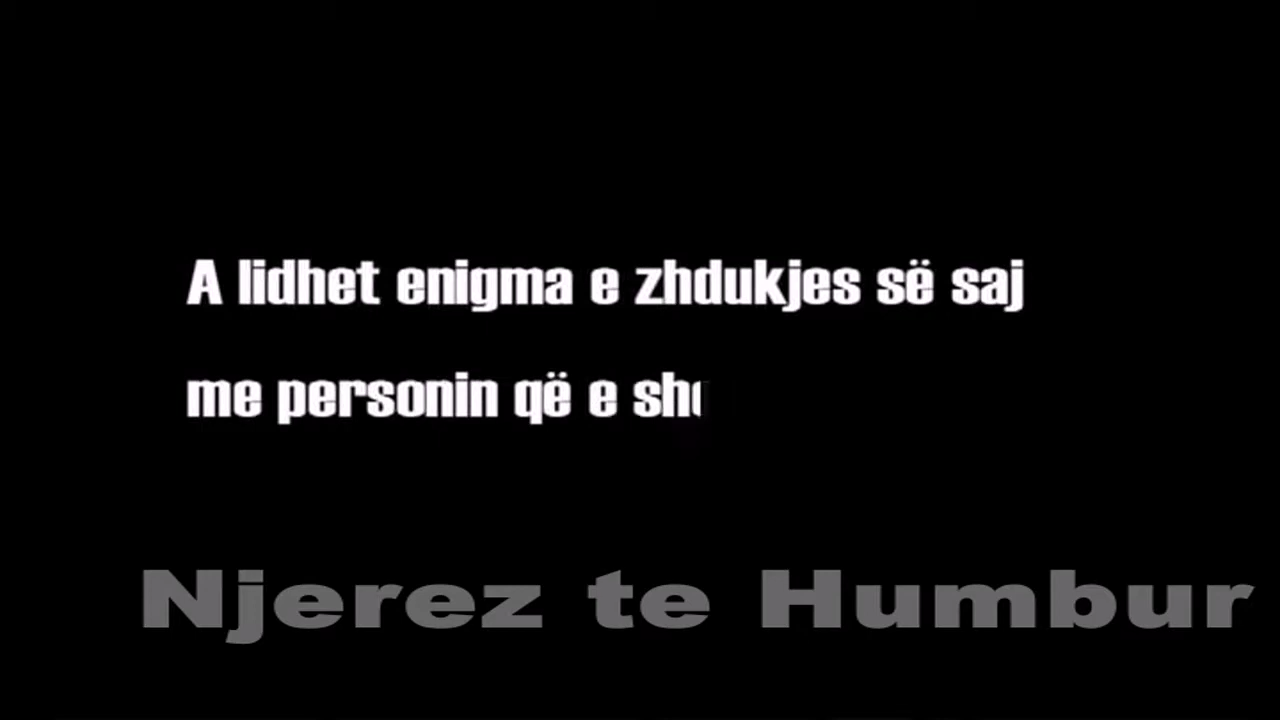 A lidhet enigma e zhdukjes së saj
me personin që e
Njerez te Humbur